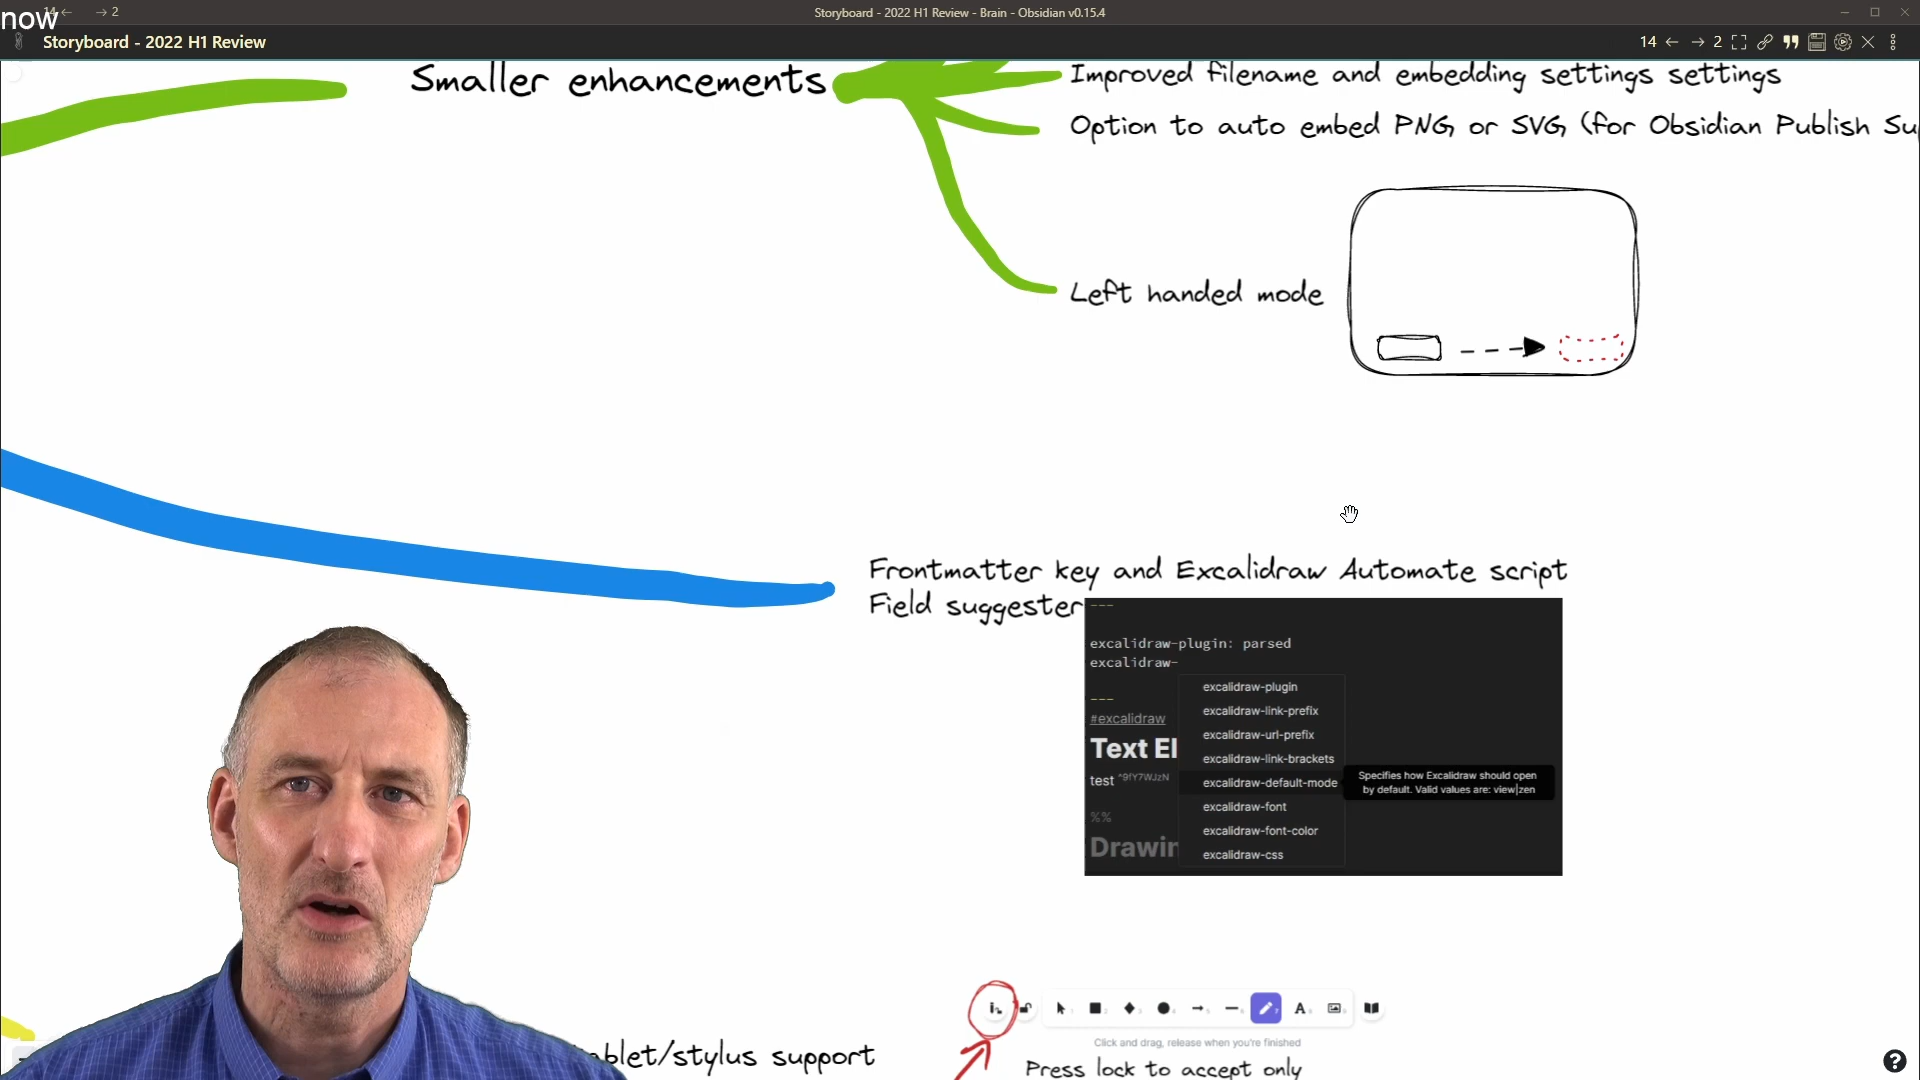 now
14 ← → 2
Storyboard - 2022 H1 Review - Brain - Obsidian v0.15.4
Storyboard - 2022 H1 Review
14 ← → 2
Smaller enhancements
Improved filename and embedding settings settings
Option to auto embed PNG or SVG (for Obsidian Publish Su
Left handed mode
Frontmatter key and Excalidraw Automate script
Field suggester
---
excalidraw-plugin: parsed
excalidraw-
---
excalidraw-plugin
#excalidraw
excalidraw-link-prefix
excalidraw-url-prefix
Text El
excalidraw-link-brackets
test ^9fY7WJzN
excalidraw-default-mode
Specifies how Excalidraw should open
by default. Valid values are: view|zen
excalidraw-font
%%
excalidraw-font-color
Drawin
excalidraw-css
A
Click and drag, release when you're finished
ablet/stylus support
Press lock to accept only
?